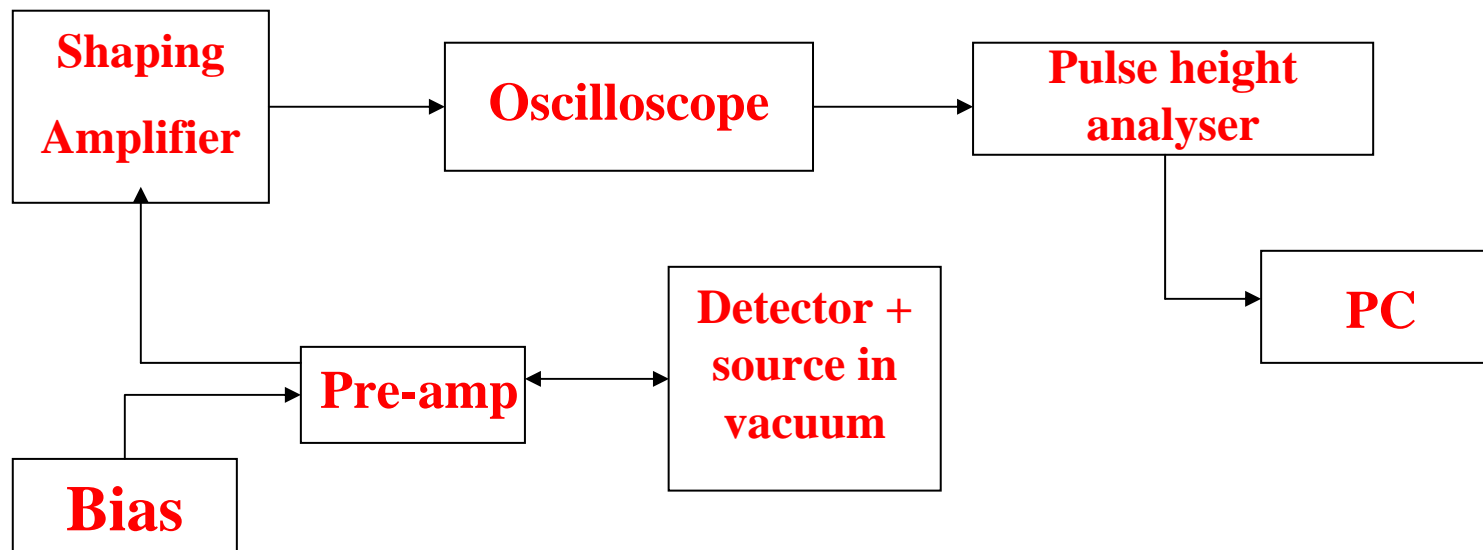 Shaping
Amplifier
Oscilloscope
Pulse height
analyser
Detector +
source in
vacuum
PC
Pre-amp
Bias